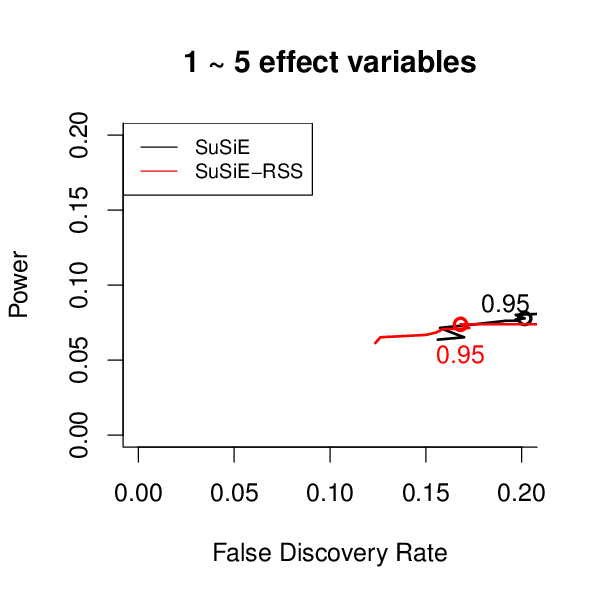 1 ~ 5 effect variables
SuSiE
SuSiE−RSS
Power
0.20
0.15
0.10
0.05
0.00
0.95
0.95
0.00 0.05 0.10 0.15 0.20
False Discovery Rate